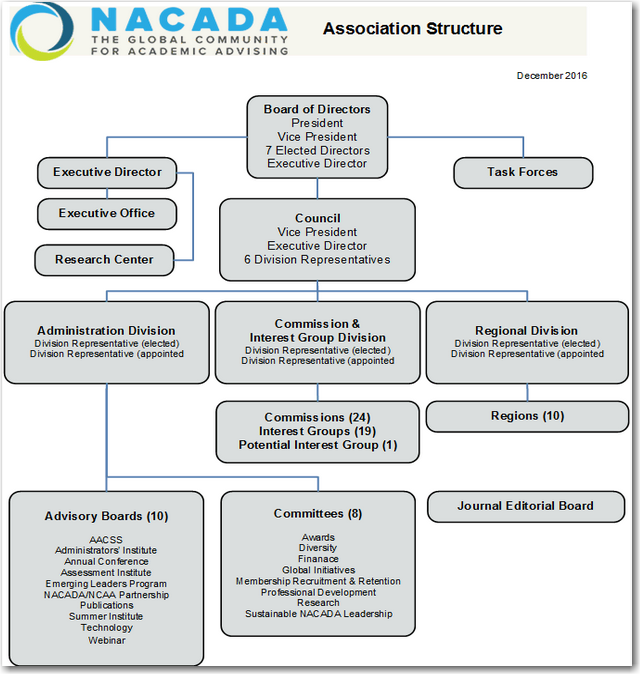 NACADA
THE GLOBAL COMMUNITY
FOR ACADEMIC ADVISING
Association Structure
December 2016
Board of Directors
President
Vice President
7 Elected Directors
Executive Director
Executive Director
Task Forces
Executive Office
Research Center
Council
Vice President
Executive Director
6 Division Representatives
Administration Division
Division Representative (elected)
Division Representative (appointed
Commission &
Interest Group Division
Division Representative (elected)
Division Representative (appointed
Regional Division
Division Representative (elected)
Division Representative (appointed
Commissions (24)
Interest Groups (19)
Potential Interest Group (1)
Regions (10)
Advisory Boards (10)
AACSS
Administrators' Institute
Annual Conference
Assessment Institute
Emerging Leaders Program
NACADA/NCAA Partnership
Publications
Summer Institute
Technology
Webinar
Committees (8)
Awards
Diversity
Finanace
Global Initiatives
Membership Recruitment & Retention
Professional Development
Research
Sustainable NACADA Leadership
Journal Editorial Board